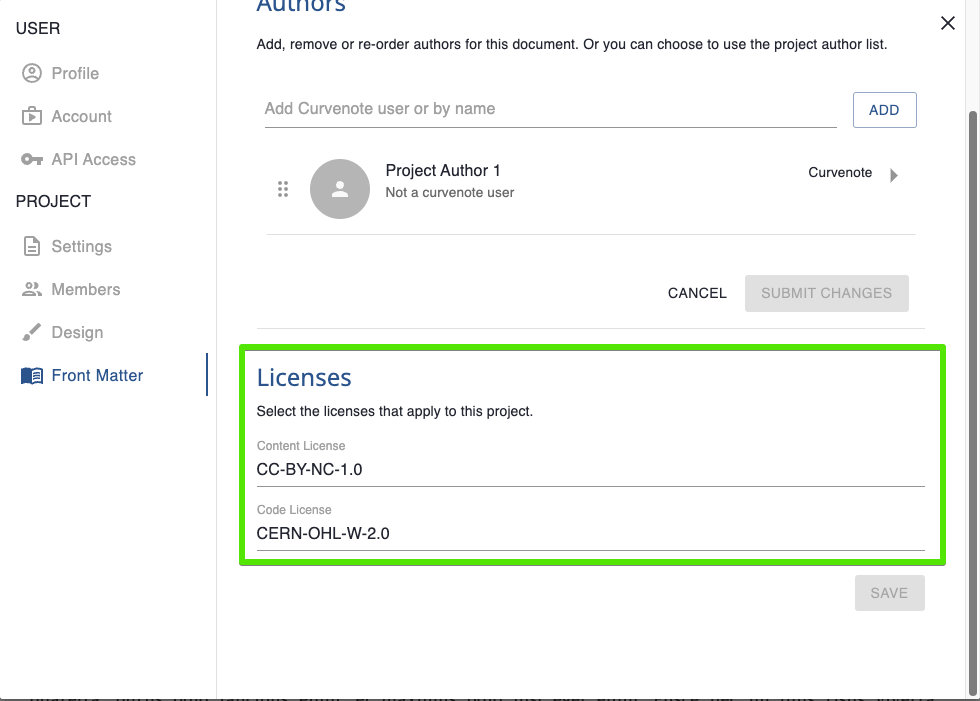 USER
Profile
Account
API Access
PROJECT
Settings
Members
Design
Front Matter
Authors
Add, remove or re-order authors for this document. Or you can choose to use the project author list.
Add Curvenote user or by name
ADD
Project Author 1
Not a curvenote user
Curvenote
CANCEL
SUBMIT CHANGES
Licenses
Select the licenses that apply to this project.
Content License
CC-BY-NC-1.0
Code License
CERN-OHL-W-2.0
SAVE